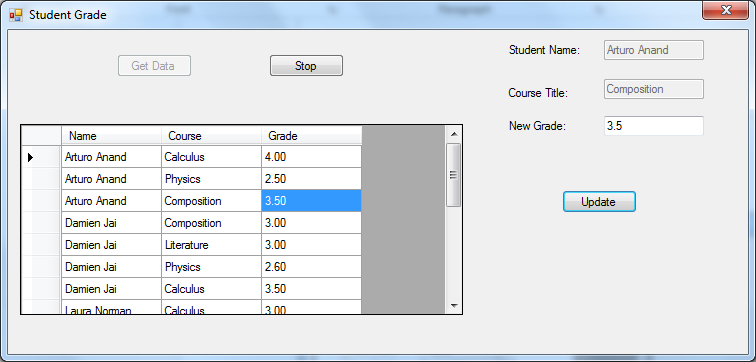 Student Grade
Get Data Stop
Student Name: Arturo Anand
Course Title: Composition
New Grade: 3.5
Update
Name Course Grade
Arturo Anand Calculus 4.00
Arturo Anand Physics 2.50
Arturo Anand Composition 3.50
Damien Jai Composition 3.00
Damien Jai Literature 3.00
Damien Jai Physics 2.60
Damien Jai Calculus 3.50
Laura Norman Calculus 3.00